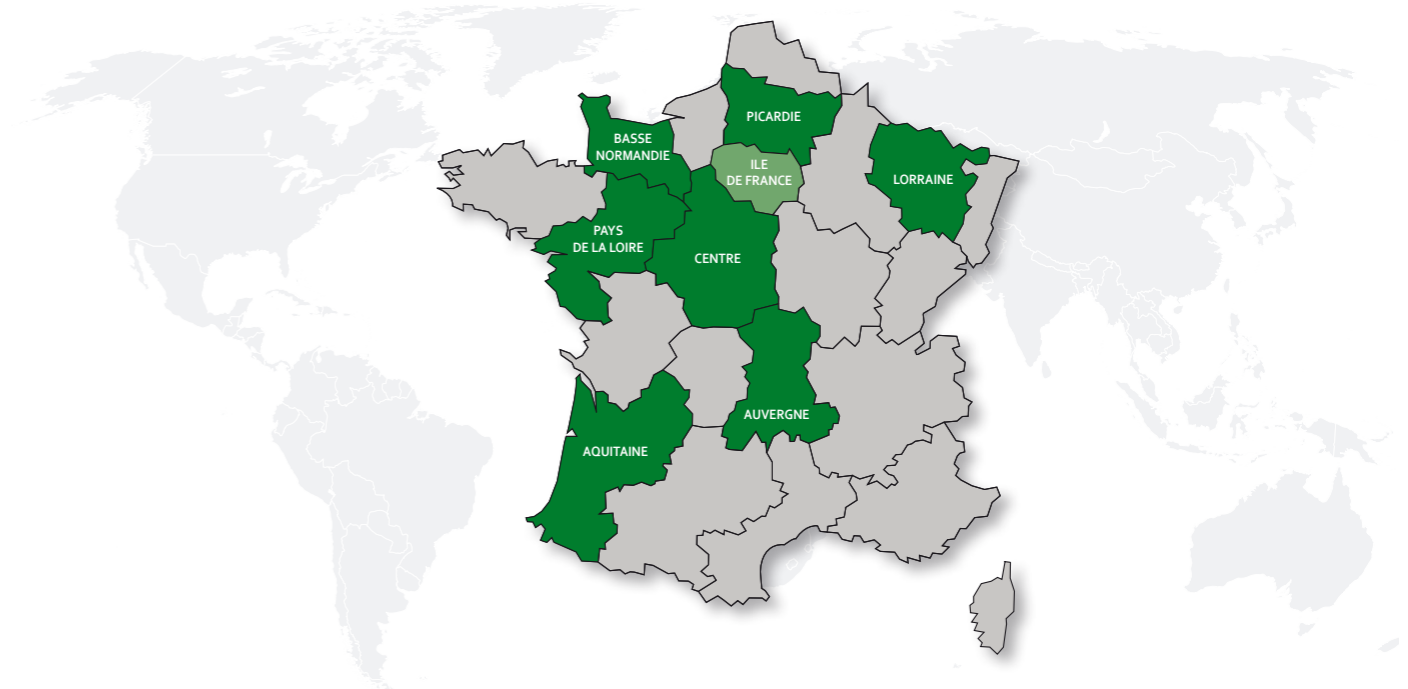 PICARDIE
BASSE
NORMANDIE
ILE
DE FRANCE
LORRAINE
PAYS
DE LA LOIRE
CENTRE
AUVERGNE
AQUITAINE